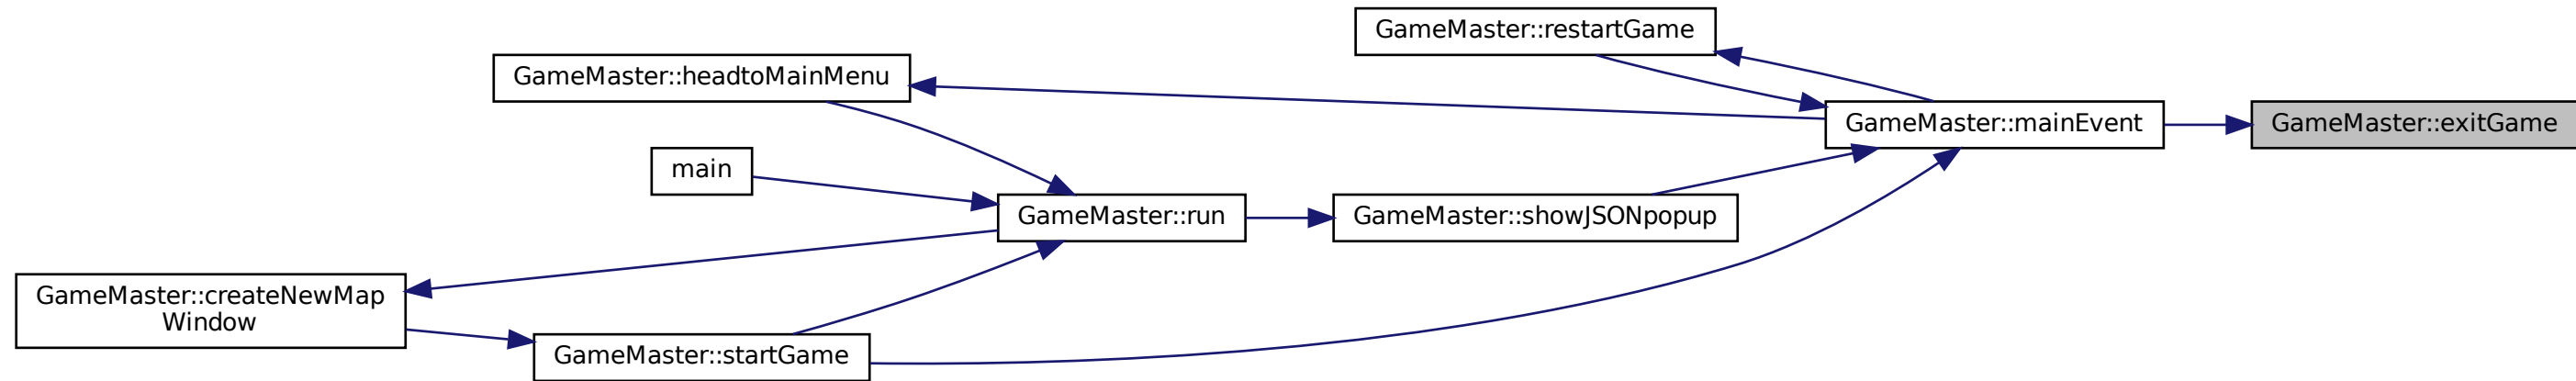 GameMaster::restartGame
GameMaster::headtoMainMenu
GameMaster::mainEvent
GameMaster::exitGame
main
GameMaster::run
GameMaster::showJSONpopup
GameMaster::createNewMap
Window
GameMaster::startGame